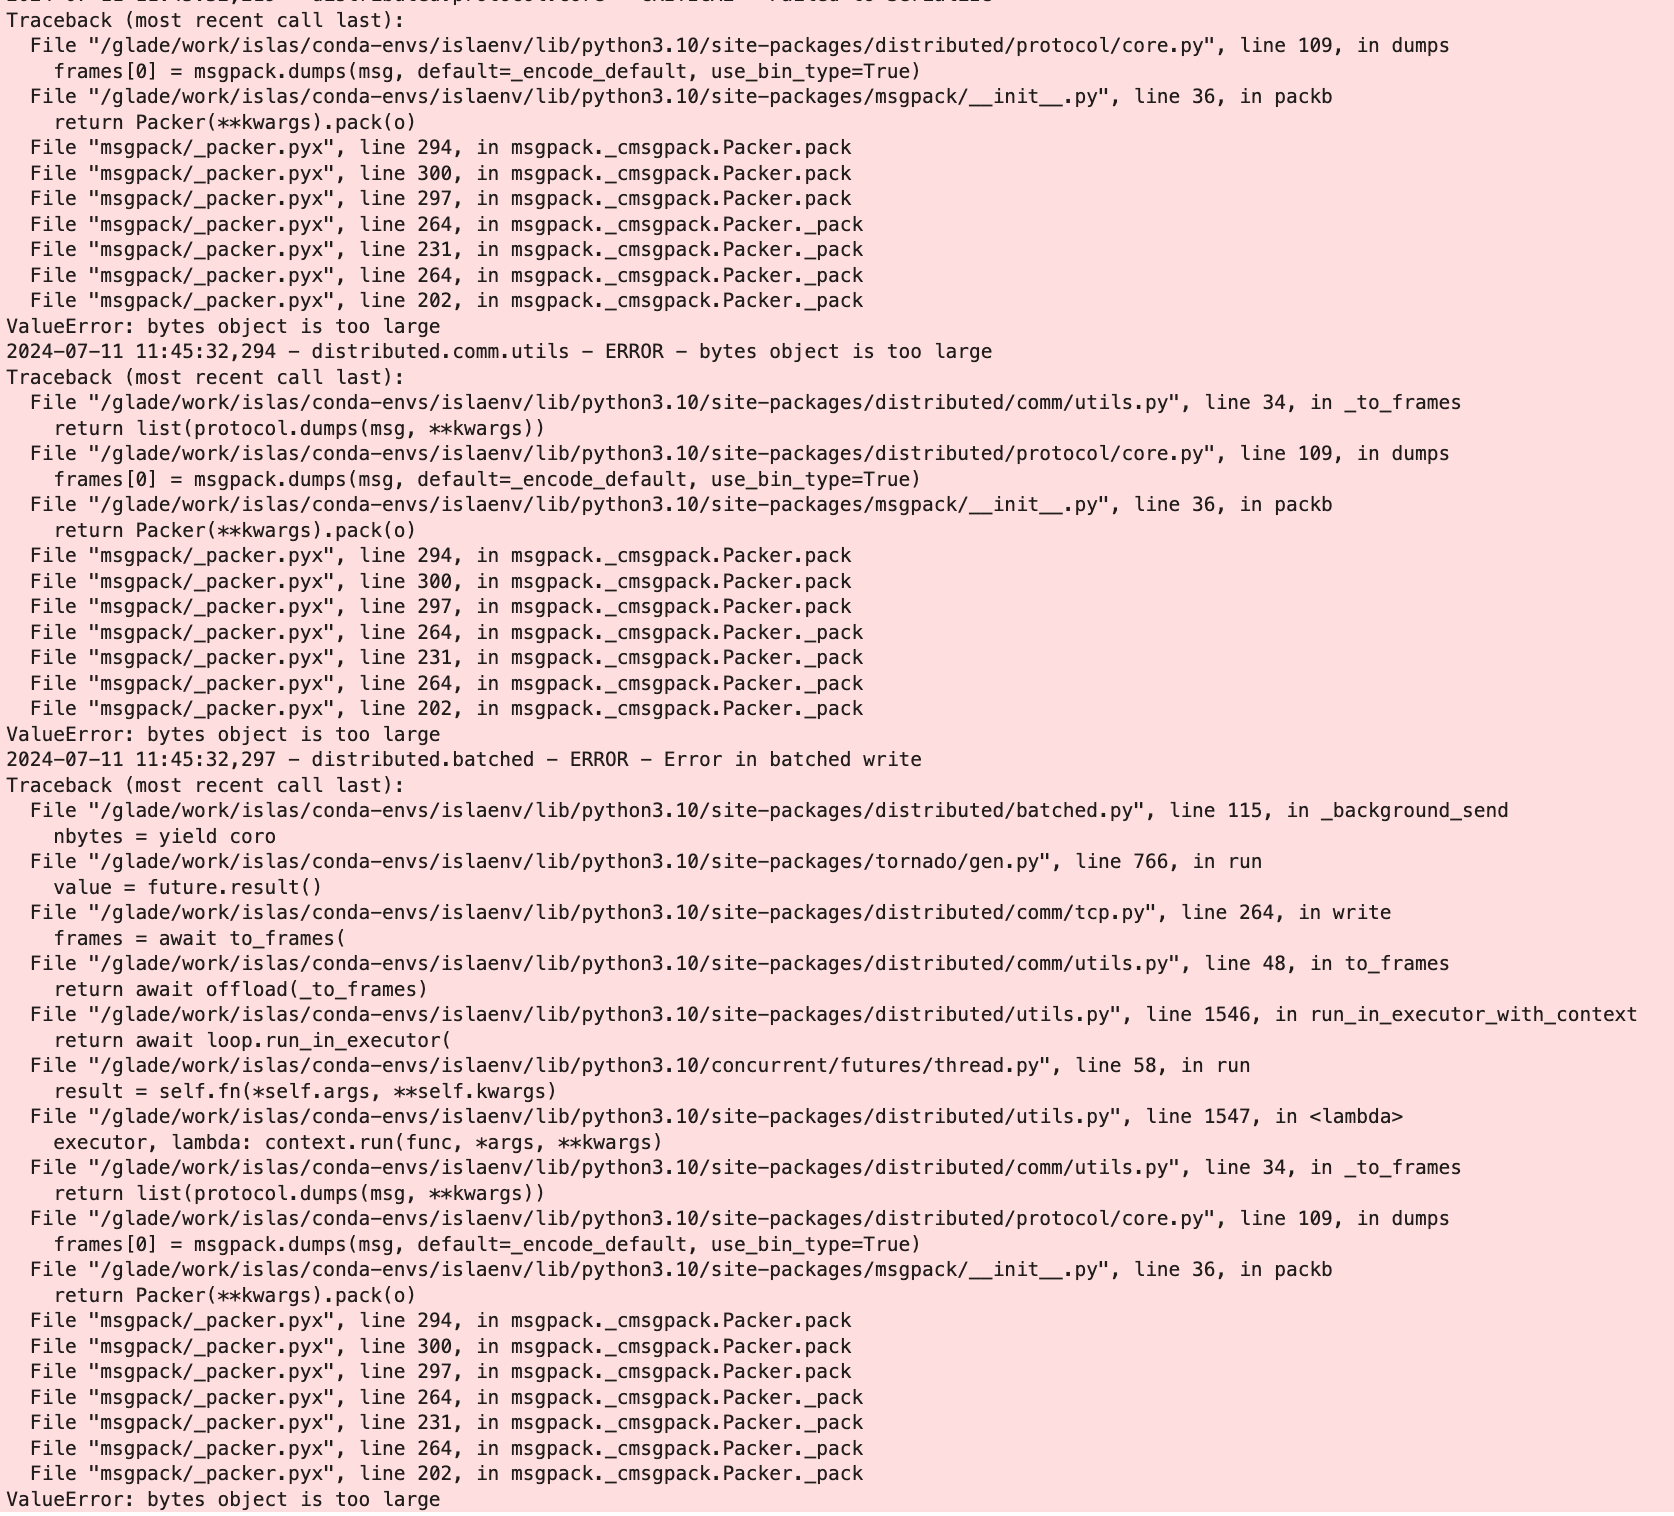 Traceback (most recent call last):
  File "/glade/work/islas/conda-envs/islaenv/lib/python3.10/site-packages/distributed/protocol/core.py", line 109, in dumps
    frames[0] = msgpack.dumps(msg, default=_encode_default, use_bin_type=True)
  File "/glade/work/islas/conda-envs/islaenv/lib/python3.10/site-packages/msgpack/__init__.py", line 36, in packb
    return Packer(**kwargs).pack(o)
  File "msgpack/_packer.pyx", line 294, in msgpack._cmsgpack.Packer.pack
  File "msgpack/_packer.pyx", line 300, in msgpack._cmsgpack.Packer.pack
  File "msgpack/_packer.pyx", line 297, in msgpack._cmsgpack.Packer.pack
  File "msgpack/_packer.pyx", line 264, in msgpack._cmsgpack.Packer._pack
  File "msgpack/_packer.pyx", line 231, in msgpack._cmsgpack.Packer._pack
  File "msgpack/_packer.pyx", line 264, in msgpack._cmsgpack.Packer._pack
  File "msgpack/_packer.pyx", line 202, in msgpack._cmsgpack.Packer._pack
ValueError: bytes object is too large
2024-07-11 11:45:32,294 - distributed.comm.utils - ERROR - bytes object is too large
Traceback (most recent call last):
  File "/glade/work/islas/conda-envs/islaenv/lib/python3.10/site-packages/distributed/comm/utils.py", line 34, in _to_frames
    return list(protocol.dumps(msg, **kwargs))
  File "/glade/work/islas/conda-envs/islaenv/lib/python3.10/site-packages/distributed/protocol/core.py", line 109, in dumps
    frames[0] = msgpack.dumps(msg, default=_encode_default, use_bin_type=True)
  File "/glade/work/islas/conda-envs/islaenv/lib/python3.10/site-packages/msgpack/__init__.py", line 36, in packb
    return Packer(**kwargs).pack(o)
  File "msgpack/_packer.pyx", line 294, in msgpack._cmsgpack.Packer.pack
  File "msgpack/_packer.pyx", line 300, in msgpack._cmsgpack.Packer.pack
  File "msgpack/_packer.pyx", line 297, in msgpack._cmsgpack.Packer.pack
  File "msgpack/_packer.pyx", line 264, in msgpack._cmsgpack.Packer._pack
  File "msgpack/_packer.pyx", line 231, in msgpack._cmsgpack.Packer._pack
  File "msgpack/_packer.pyx", line 264, in msgpack._cmsgpack.Packer._pack
  File "msgpack/_packer.pyx", line 202, in msgpack._cmsgpack.Packer._pack
ValueError: bytes object is too large
2024-07-11 11:45:32,297 - distributed.batched - ERROR - Error in batched write
Traceback (most recent call last):
  File "/glade/work/islas/conda-envs/islaenv/lib/python3.10/site-packages/distributed/batched.py", line 115, in _background_send
    nbytes = yield coro
  File "/glade/work/islas/conda-envs/islaenv/lib/python3.10/site-packages/tornado/gen.py", line 766, in run
    value = future.result()
  File "/glade/work/islas/conda-envs/islaenv/lib/python3.10/site-packages/distributed/comm/tcp.py", line 264, in write
    frames = await to_frames(
  File "/glade/work/islas/conda-envs/islaenv/lib/python3.10/site-packages/distributed/comm/utils.py", line 48, in to_frames
    return await offload(_to_frames)
  File "/glade/work/islas/conda-envs/islaenv/lib/python3.10/site-packages/distributed/utils.py", line 1546, in run_in_executor_with_context
    return await loop.run_in_executor(
  File "/glade/work/islas/conda-envs/islaenv/lib/python3.10/concurrent/futures/thread.py", line 58, in run
    result = self.fn(*self.args, **self.kwargs)
  File "/glade/work/islas/conda-envs/islaenv/lib/python3.10/site-packages/distributed/utils.py", line 1547, in <lambda>
    executor, lambda: context.run(func, *args, **kwargs)
  File "/glade/work/islas/conda-envs/islaenv/lib/python3.10/site-packages/distributed/comm/utils.py", line 34, in _to_frames
    return list(protocol.dumps(msg, **kwargs))
  File "/glade/work/islas/conda-envs/islaenv/lib/python3.10/site-packages/distributed/protocol/core.py", line 109, in dumps
    frames[0] = msgpack.dumps(msg, default=_encode_default, use_bin_type=True)
  File "/glade/work/islas/conda-envs/islaenv/lib/python3.10/site-packages/msgpack/__init__.py", line 36, in packb
    return Packer(**kwargs).pack(o)
  File "msgpack/_packer.pyx", line 294, in msgpack._cmsgpack.Packer.pack
  File "msgpack/_packer.pyx", line 300, in msgpack._cmsgpack.Packer.pack
  File "msgpack/_packer.pyx", line 297, in msgpack._cmsgpack.Packer.pack
  File "msgpack/_packer.pyx", line 264, in msgpack._cmsgpack.Packer._pack
  File "msgpack/_packer.pyx", line 231, in msgpack._cmsgpack.Packer._pack
  File "msgpack/_packer.pyx", line 264, in msgpack._cmsgpack.Packer._pack
  File "msgpack/_packer.pyx", line 202, in msgpack._cmsgpack.Packer._pack
ValueError: bytes object is too large